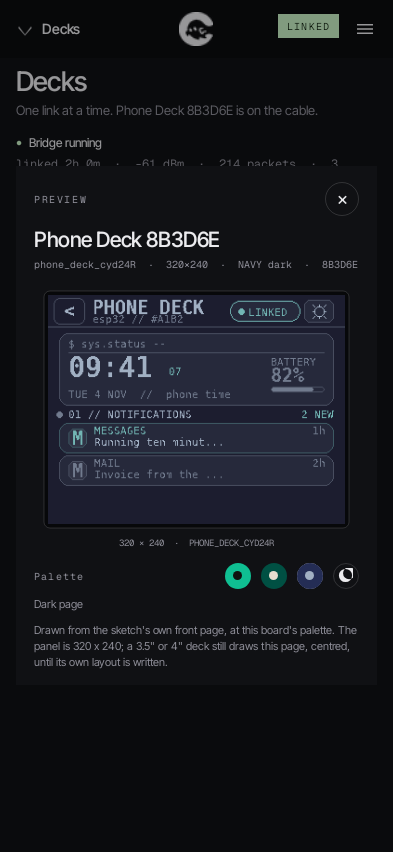 Decks
LINKED
Decks
One link at a time. Phone Deck 8B3D6E is on the cable.
• Bridge running
linked 2h 0m · -61 dBm · 214 packets · 3
PREVIEW
Phone Deck 8B3D6E
phone_deck_cyd24R · 320×240 · NAVY dark · 8B3D6E
< PHONE DECK
esp32 // #A1B2
LINKED
$ sys.status --
09:41 07
BATTERY
82%
TUE 4 NOV // phone time
01 // NOTIFICATIONS 2 NEW
M MESSAGES 1h
Running ten minut...
M MAIL 2h
Invoice from the ...
320 × 240 · PHONE_DECK_CYD24R
Palette
Dark page
Drawn from the sketch's own front page, at this board's palette. The
panel is 320 x 240; a 3.5" or 4" deck still draws this page, centred,
until its own layout is written.